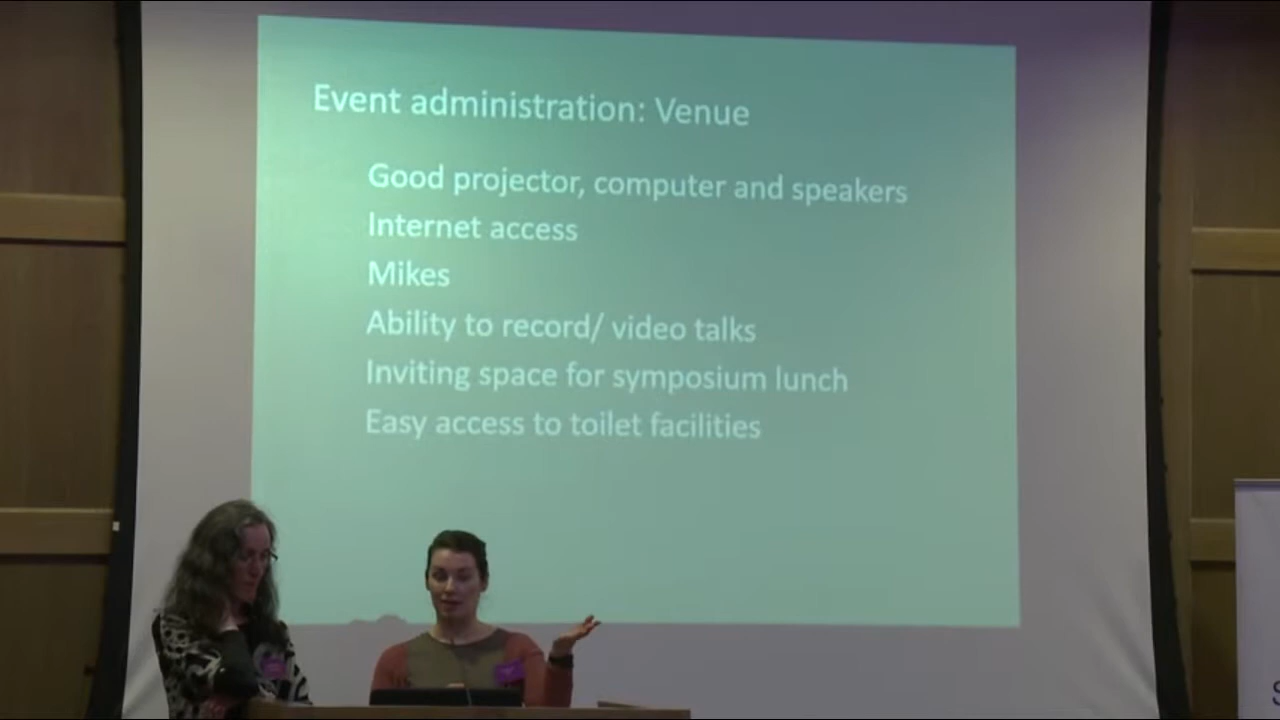 Event administration: Venue
Good projector, computer and speakers
Internet access
Mikes
Ability to record/ video talks
Inviting space for symposium lunch
Easy access to toilet facilities